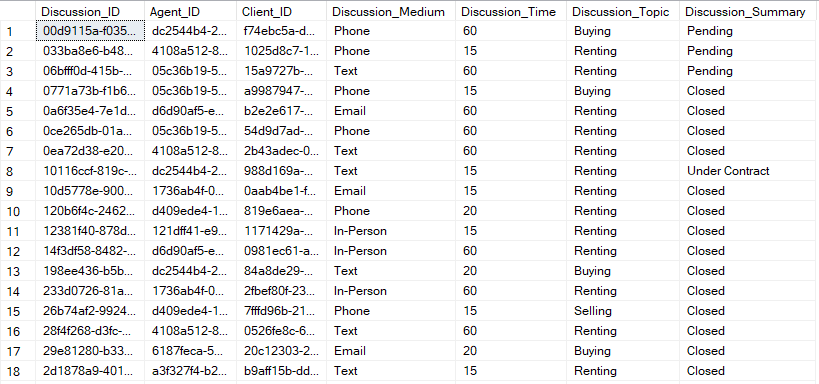 Discussion_ID Agent_ID Client_ID Discussion_Medium Discussion_Time Discussion_Topic Discussion_Summary
1 00d9115a-f035... dc2544b4-2... f74ebc5a-d... Phone 60 Buying Pending
2 033ba8e6-b48... 4108a512-8... 1025d8c7-1... Phone 15 Renting Pending
3 06bfff0d-415b-... 05c36b19-5... 15a9727b-... Text 60 Renting Pending
4 0771a73b-f1b6... 05c36b19-5... a9987947-... Phone 15 Buying Closed
5 0a6f35e4-7e1d... d6d90af5-e... b2e2e617-... Email 60 Renting Closed
6 0ce265db-01a... 05c36b19-5... 54d9d7ad-... Phone 60 Renting Closed
7 0ea72d38-e20... 4108a512-8... 2b43adec-0... Text 60 Renting Closed
8 10116ccf-819c-... dc2544b4-2... 988d169a-... Text 15 Renting Under Contract
9 10d5778e-900... 1736ab4f-0... 0aab4be1-f... Email 15 Renting Closed
10 120b6f4c-2462... d409ede4-1... 819e6aea-... Phone 20 Renting Closed
11 12381f40-878d... 121dff41-e9... 1171429a-... In-Person 15 Renting Closed
12 14f3df58-8482-... d6d90af5-e... 0981ec61-a... In-Person 60 Renting Closed
13 198ee436-b5b... dc2544b4-2... 84a8de29-... Text 20 Buying Closed
14 233d0726-81a... 1736ab4f-0... 2fbef80f-23... In-Person 60 Renting Closed
15 26b74af2-9924... d409ede4-1... 7fffd96b-21... Phone 15 Selling Closed
16 28f4f268-d3fc-... 4108a512-8... 0526fe8c-6... Text 60 Renting Closed
17 29e81280-b33... 6187feca-5... 20c12303-2... Email 20 Buying Closed
18 2d1878a9-401... a3f327f4-b2... b9aff15b-dd... Text 15 Renting Closed